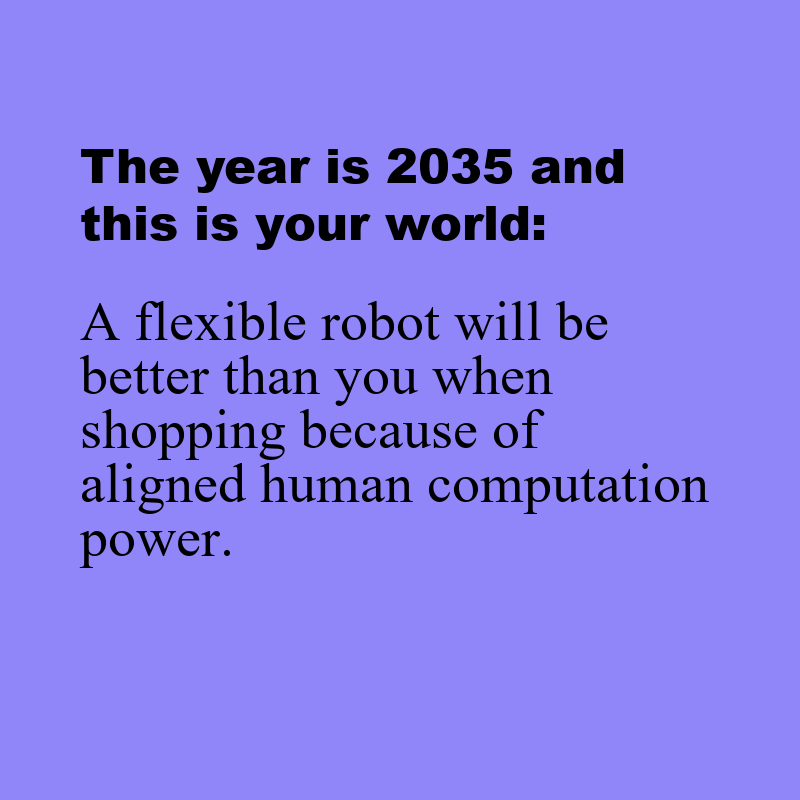 The year is 2035 and
this is your world:
A flexible robot will be
better than you when
shopping because of
aligned human computation
power.